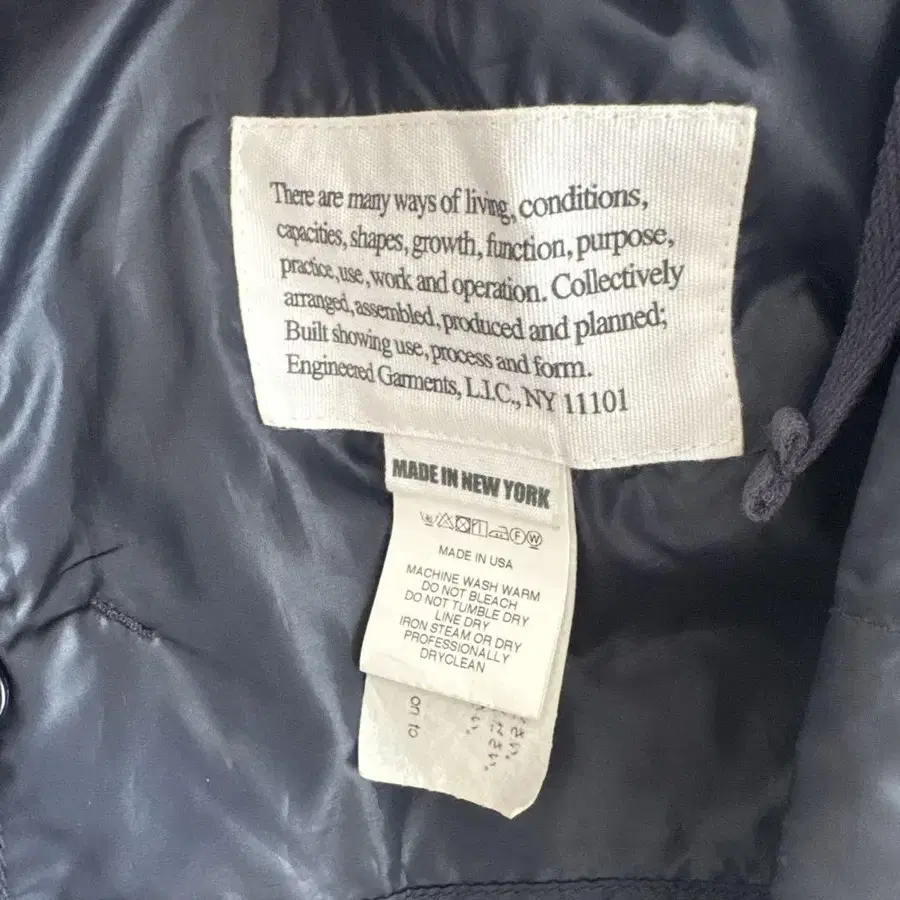 There are many ways of living, conditions,
capacities, shapes, growth, function, purpose,
practice, use, work and operation. Collectively
arranged, assembled, produced and planned;
Built showing use, process and form.
Engineered Garments, L.I.C., NY 11101
MADE IN NEW YORK
F W
MADE IN USA
MACHINE WASH WARM
DO NOT BLEACH
DO NOT TUMBLE DRY
LINE DRY
IRON STEAM OR DRY
PROFESSIONALLY
DRYCLEAN
on to